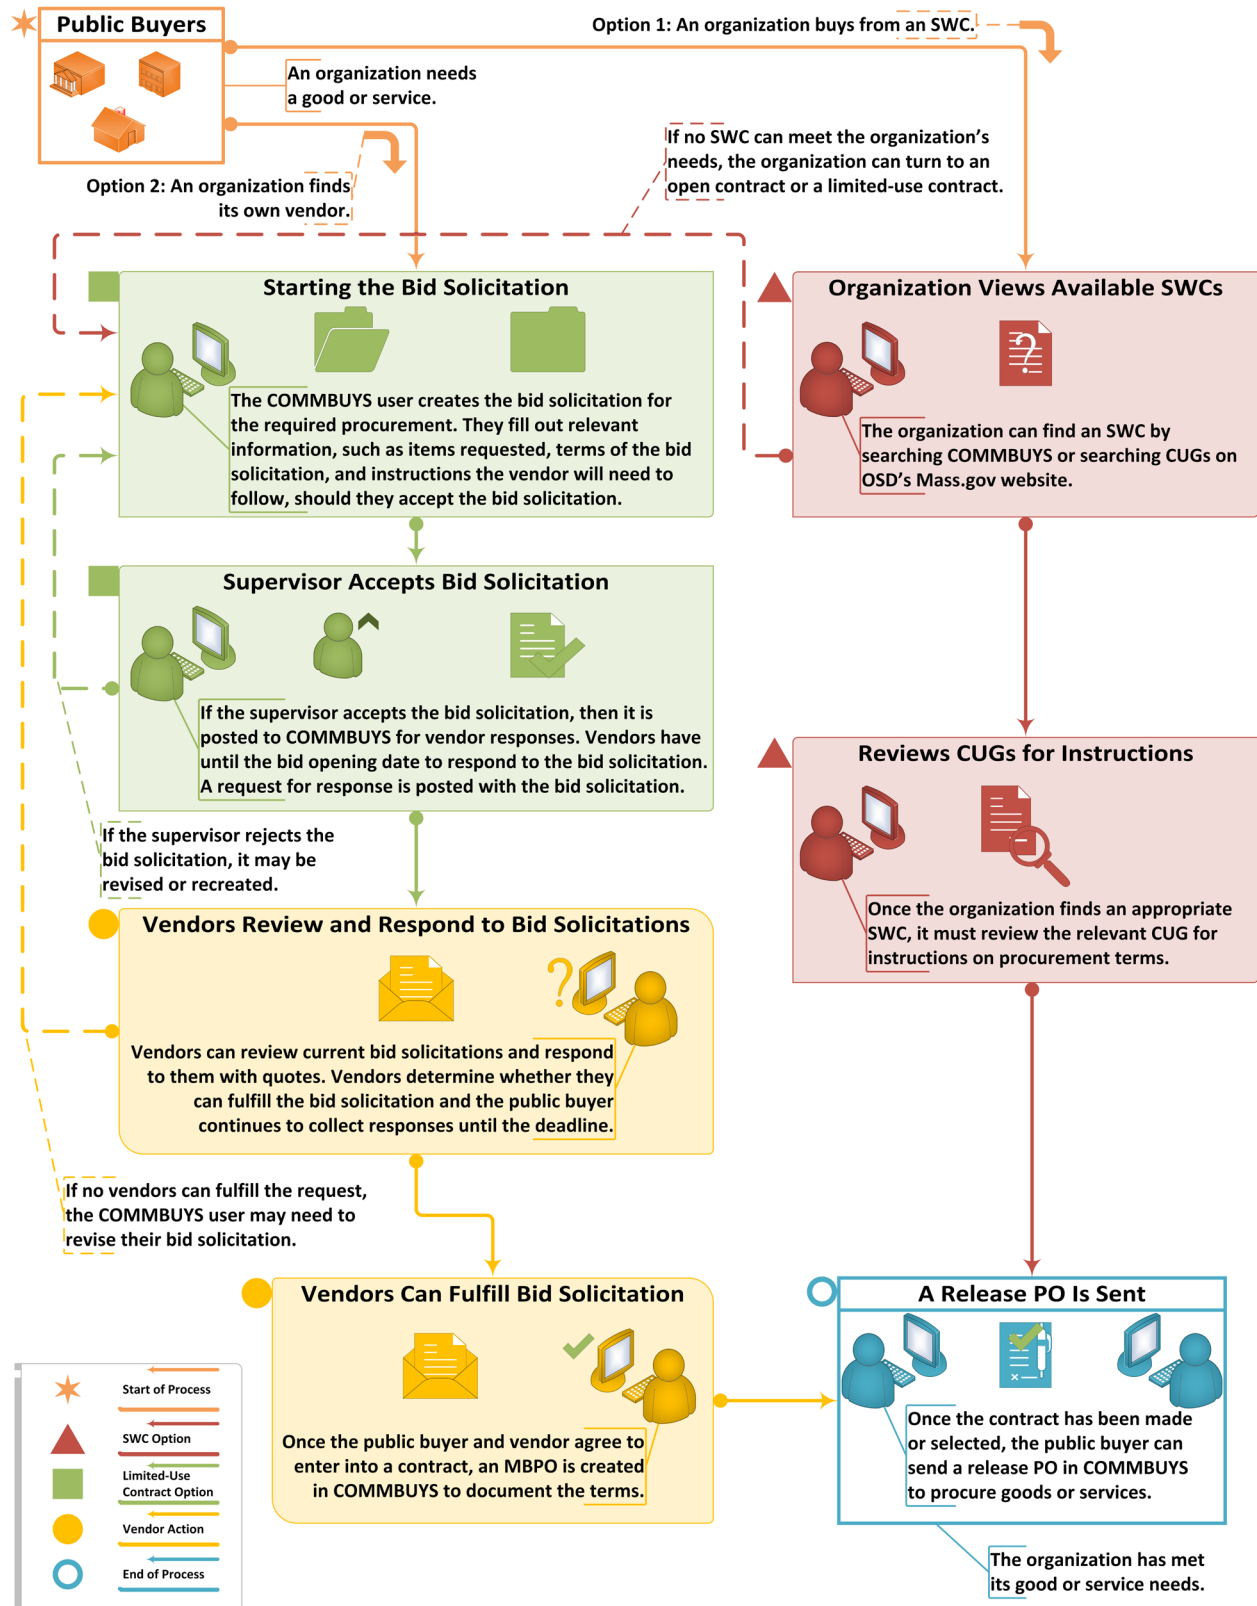 Public Buyers
Option 1: An organization buys from an SWC.
An organization needs
a good or service.
If no SWC can meet the organization's
needs, the organization can turn to an
open contract or a limited-use contract.
Option 2: An organization finds
its own vendor.
Starting the Bid Solicitation
The COMMBUYS user creates the bid solicitation for
the required procurement. They fill out relevant
information, such as items requested, terms of the bid
solicitation, and instructions the vendor will need to
follow, should they accept the bid solicitation.
Organization Views Available SWCs
?
The organization can find an SWC by
searching COMMBUYS or searching CUGs on
OSD's Mass.gov website.
Supervisor Accepts Bid Solicitation
If the supervisor accepts the bid solicitation, then it is
posted to COMMBUYS for vendor responses. Vendors have
until the bid opening date to respond to the bid solicitation.
A request for response is posted with the bid solicitation.
If the supervisor rejects the
bid solicitation, it may be
revised or recreated.
Reviews CUGs for Instructions
Once the organization finds an appropriate
SWC, it must review the relevant CUG for
instructions on procurement terms.
Vendors Review and Respond to Bid Solicitations
?
Vendors can review current bid solicitations and respond
to them with quotes. Vendors determine whether they
can fulfill the bid solicitation and the public buyer
continues to collect responses until the deadline.
If no vendors can fulfill the request,
the COMMBUYS user may need to
revise their bid solicitation.
Vendors Can Fulfill Bid Solicitation
Once the public buyer and vendor agree to
enter into a contract, an MBPO is created
in COMMBUYS to document the terms.
A Release PO Is Sent
Once the contract has been made
or selected, the public buyer can
send a release PO in COMMBUYS
to procure goods or services.
The organization has met
its good or service needs.
Start of Process
SWC Option
Limited-Use
Contract Option
Vendor Action
End of Process